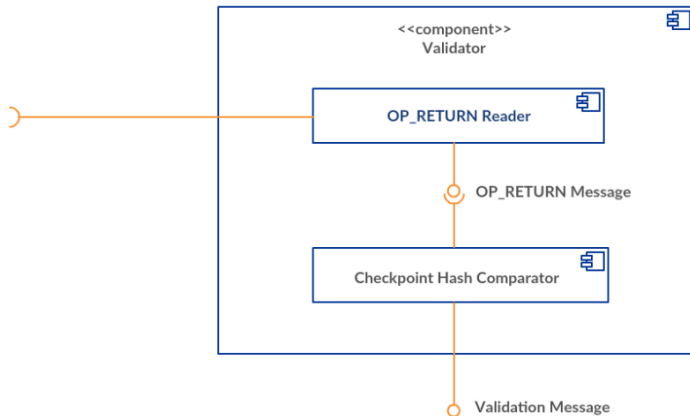 <<component>>
Validator
OP_RETURN Reader
OP_RETURN Message
Checkpoint Hash Comparator
Validation Message